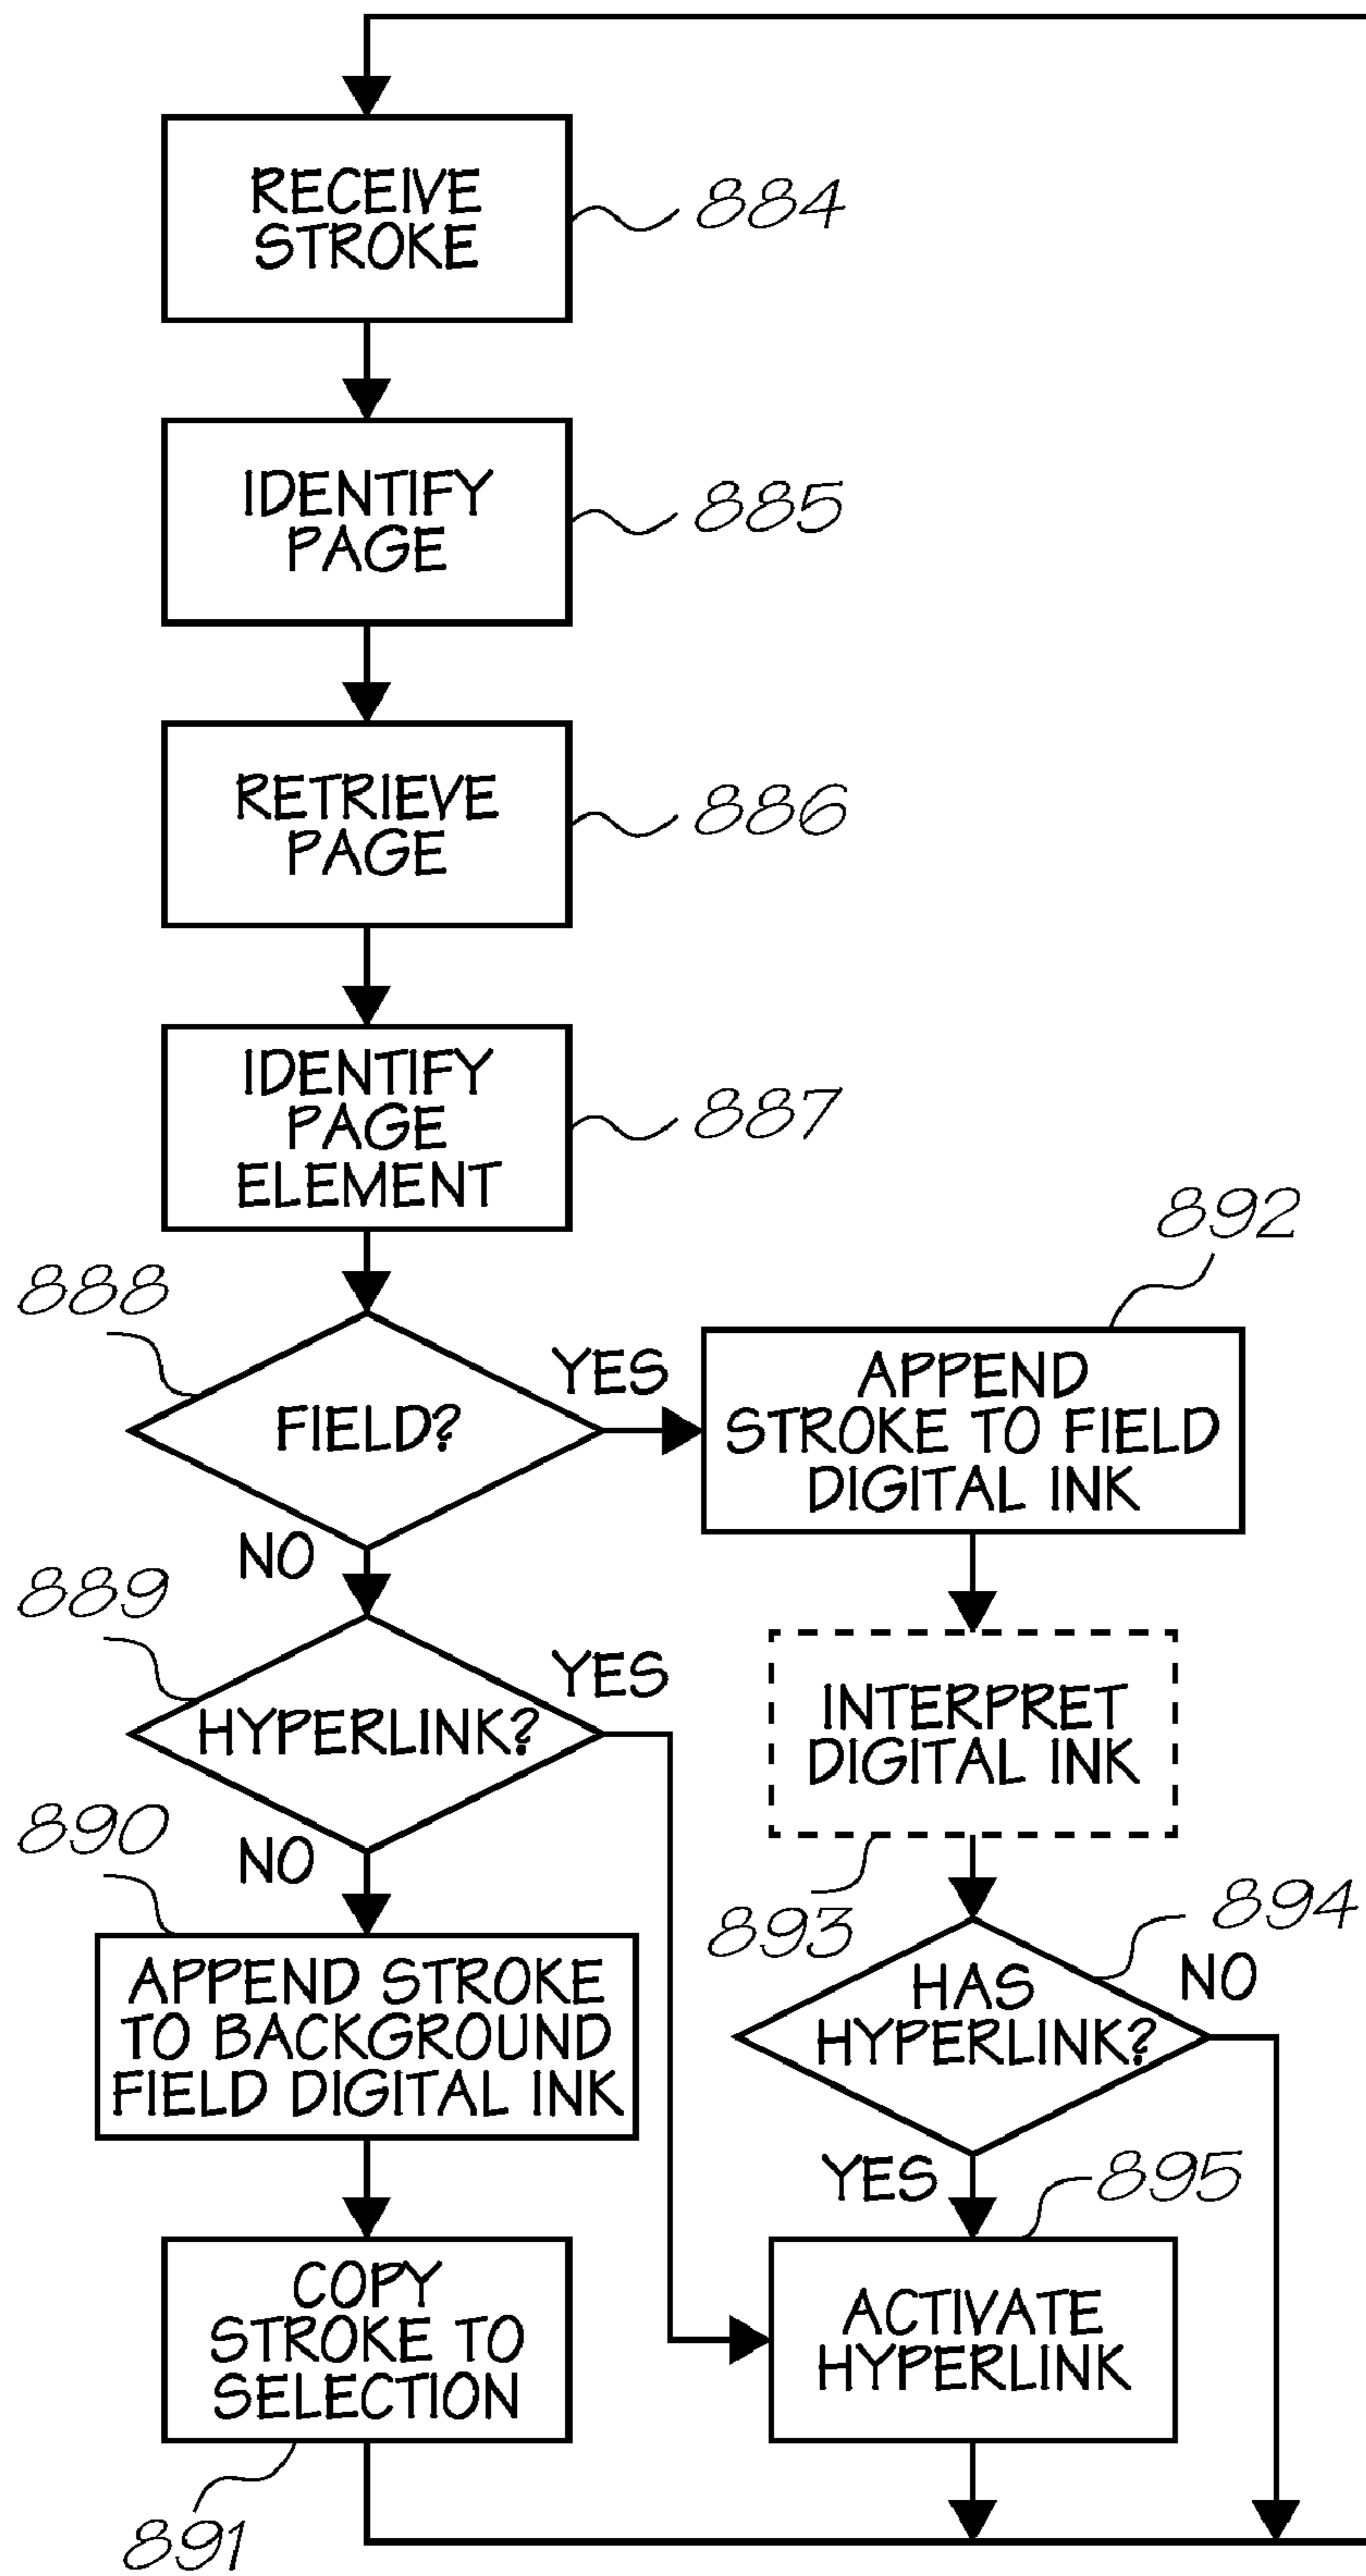 RECEIVE
STROKE
884
IDENTIFY
PAGE
885
RETRIEVE
PAGE
886
IDENTIFY
PAGE
ELEMENT
887
888
FIELD?
YES
NO
892
APPEND
STROKE TO FIELD
DIGITAL INK
889
HYPERLINK?
YES
NO
INTERPRET
DIGITAL INK
893
890
APPEND STROKE
TO BACKGROUND
FIELD DIGITAL INK
894
HAS
HYPERLINK?
NO
YES
895
COPY
STROKE TO
SELECTION
891
ACTIVATE
HYPERLINK